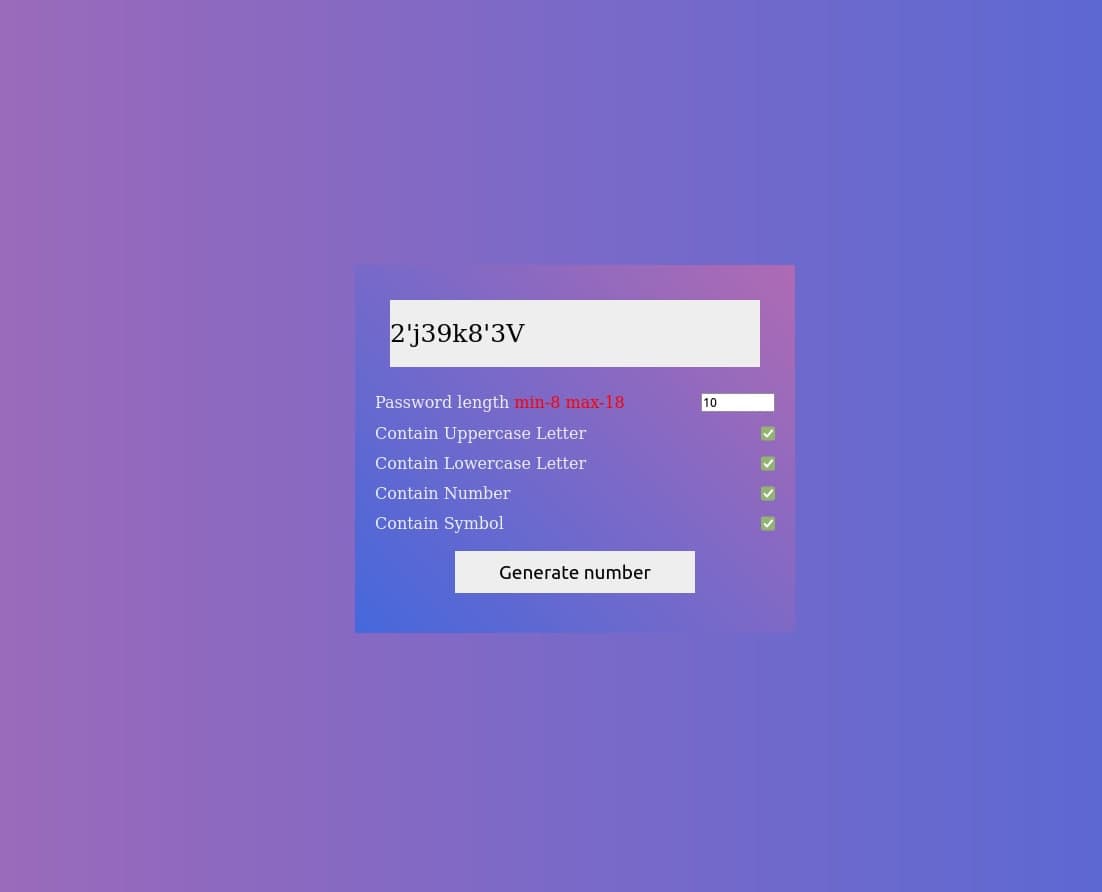 2'j39k8'3V
Password length min-8 max-18 10
Contain Uppercase Letter
Contain Lowercase Letter
Contain Number
Contain Symbol
Generate number